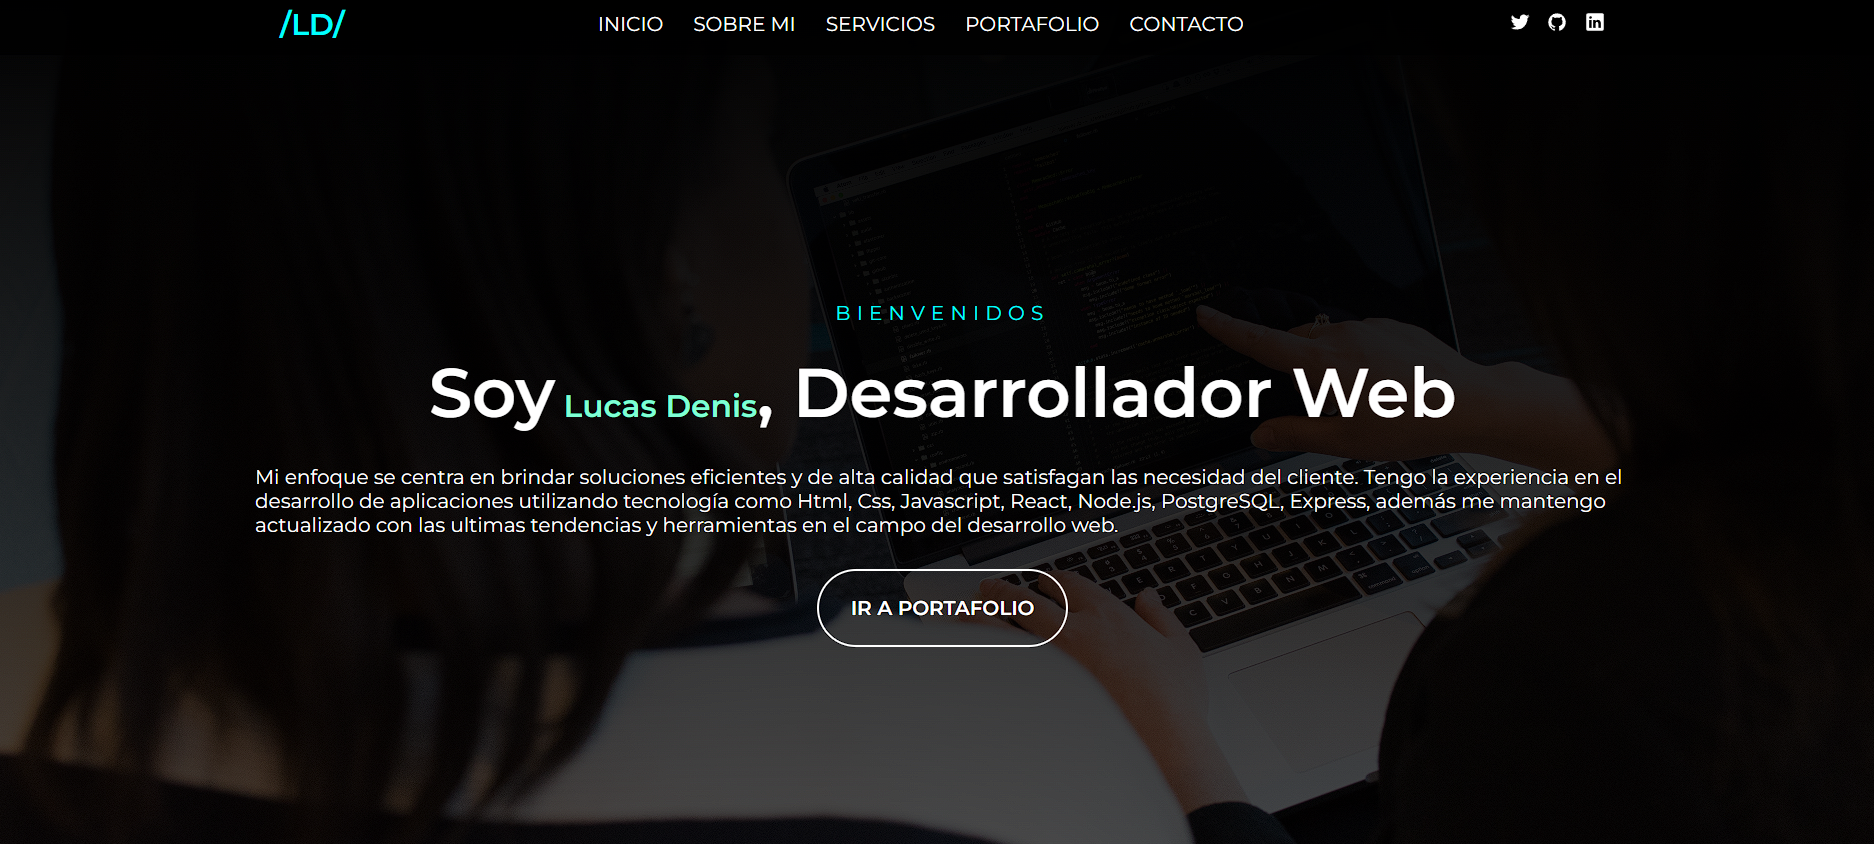 /LD/
INICIO SOBRE MI SERVICIOS PORTAFOLIO CONTACTO
BIENVENIDOS
Soy Lucas Denis, Desarrollador Web
Mi enfoque se centra en brindar soluciones eficientes y de alta calidad que satisfagan las necesidad del cliente. Tengo la experiencia en el
desarrollo de aplicaciones utilizando tecnología como Html, Css, Javascript, React, Node.js, PostgreSQL, Express, además me mantengo
actualizado con las ultimas tendencias y herramientas en el campo del desarrollo web.
IR A PORTAFOLIO